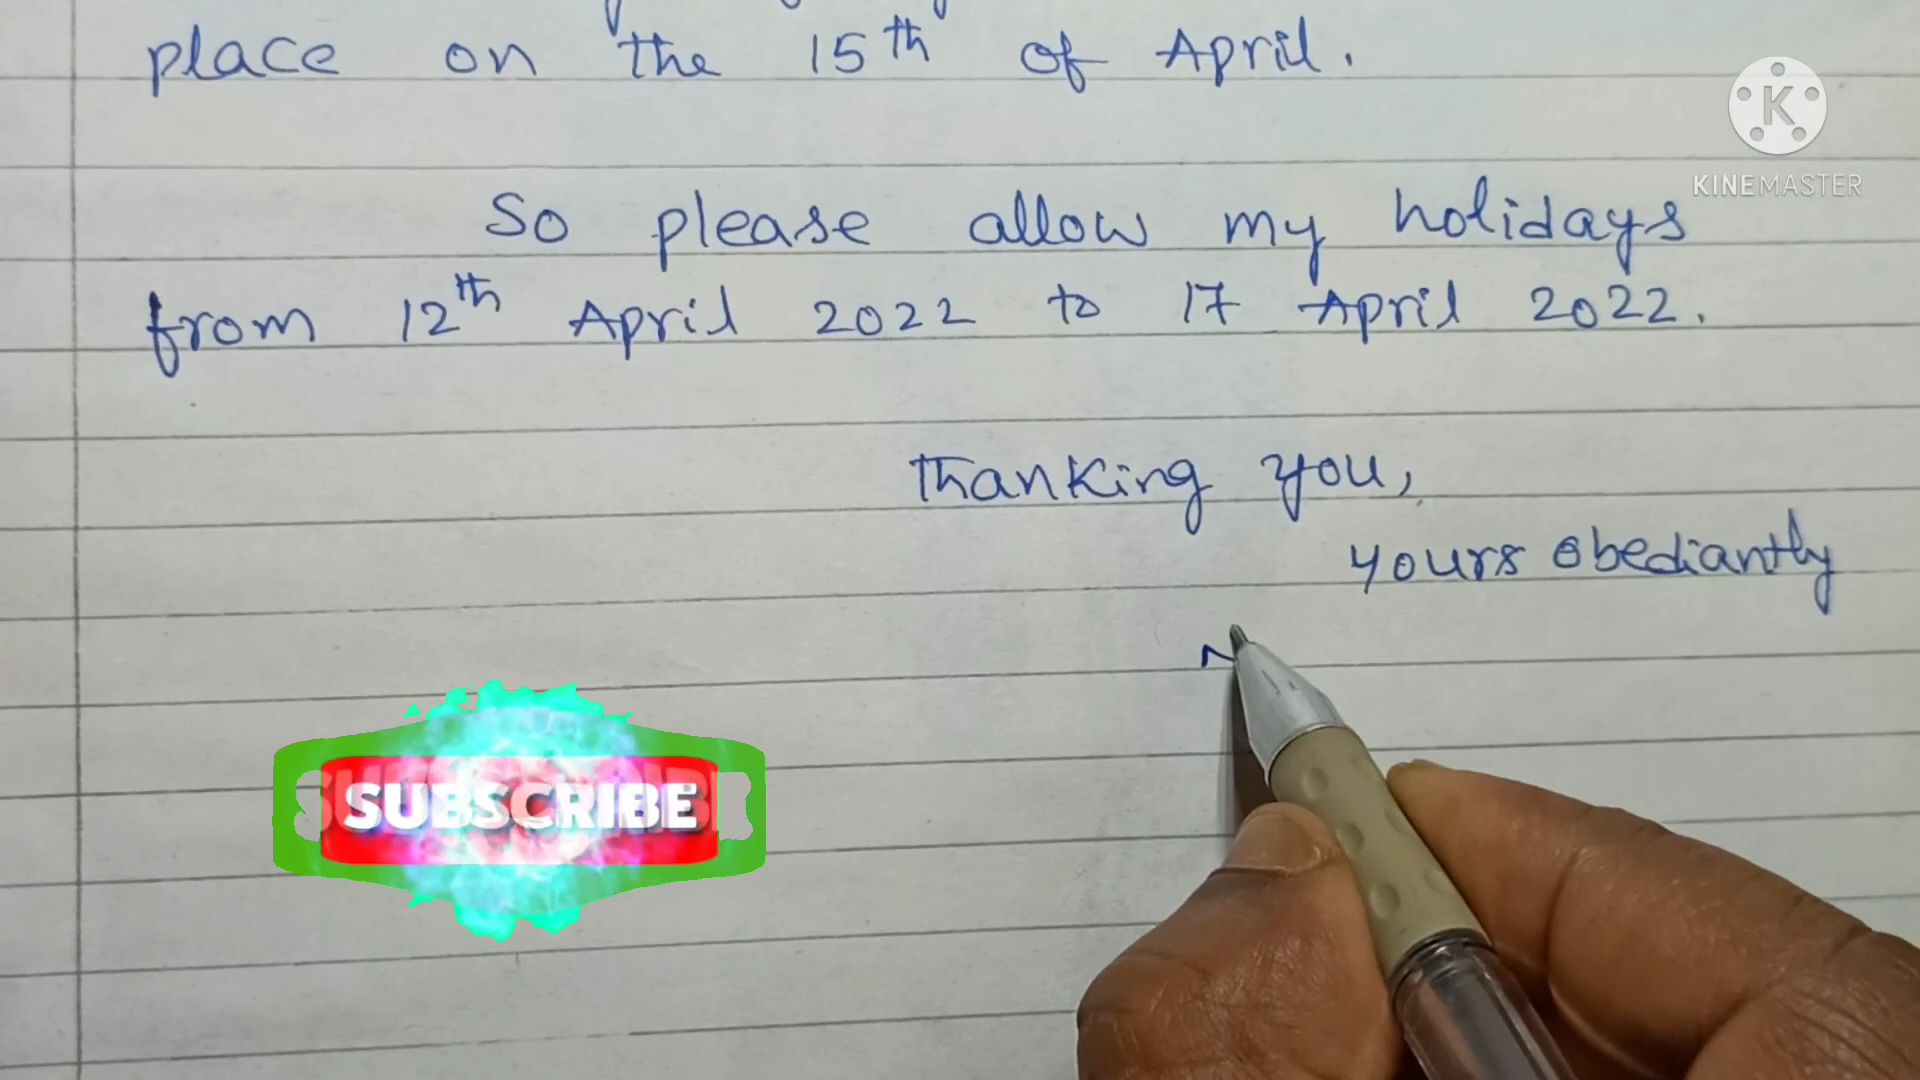 place on the 15th of April.
So please allow my holidays
from 12th April 2022 to 17 April 2022.
Thanking you,
yours obediantly
N
K
KINEMASTER
SUBSCRIBE